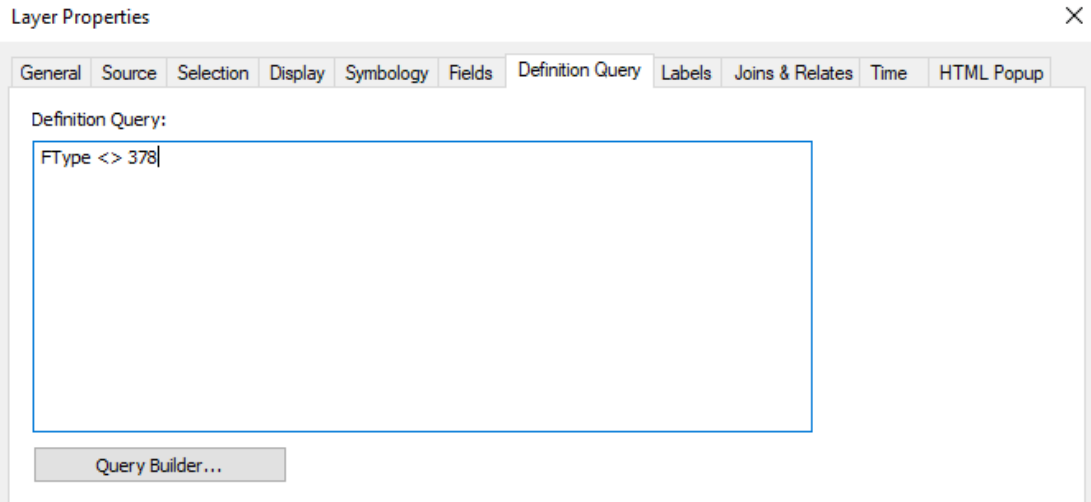 Layer Properties
General Source Selection Display Symbology Fields Definition Query Labels Joins & Relates Time HTML Popup
Definition Query:
FType <> 378
Query Builder...